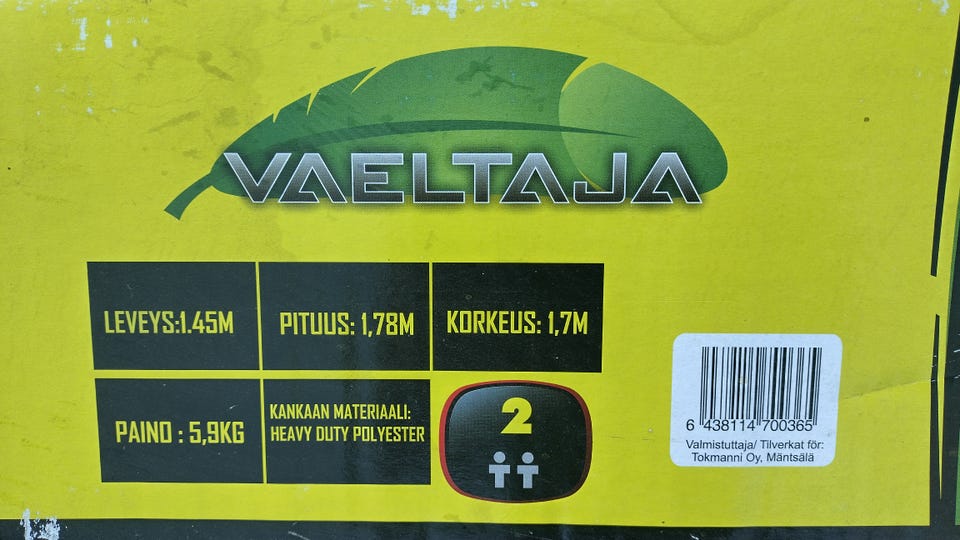 VAELTAJA
LEVEYS:1.45M
PITUUS: 1,78M
KORKEUS: 1,7M
PAINO : 5,9KG
KANKAAN MATERIAALI:
HEAVY DUTY POLYESTER
2
6 438114 700365
Valmistuttaja/ Tilverkat för:
Tokmanni Oy, Mäntsälä